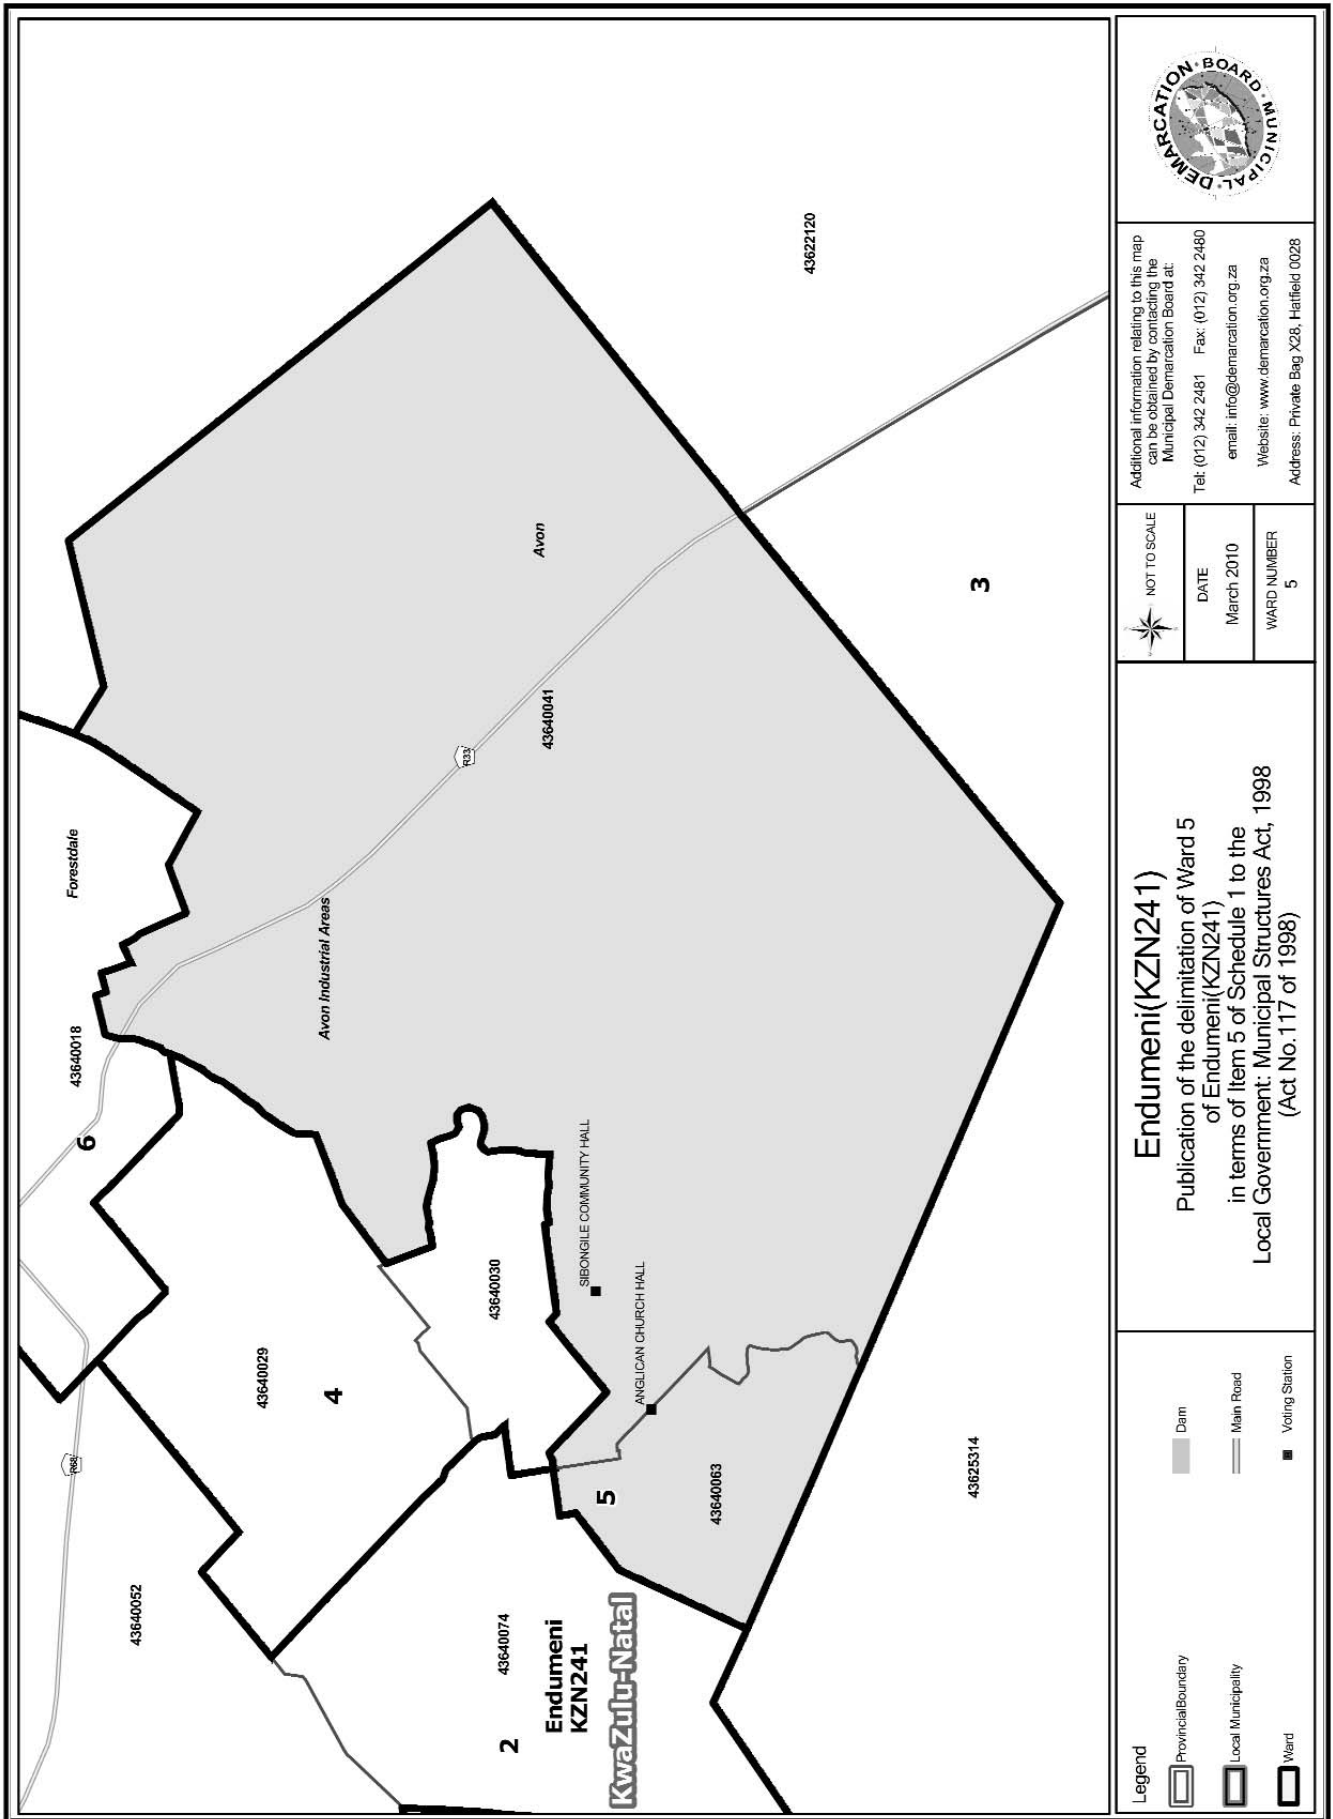 43622120
Avon
3
43640041
R33
Forestdale
Avon Industrial Areas
43640018
6
SIBONGILE COMMUNITY HALL
43640030
ANGLICAN CHURCH HALL
43640029
4
R68
5
43640063
43625314
43640052
43640074
2
Endumeni
KZN241
KwaZulu-Natal
Legend
ProvincialBoundary
Local Municipality
Ward
Dam
Main Road
Voting Station
Endumeni(KZN241)
Publication of the delimitation of Ward 5
of Endumeni(KZN241)
in terms of Item 5 of Schedule 1 to the
Local Government: Municipal Structures Act, 1998
(Act No.117 of 1998)
NOT TO SCALE
DATE
March 2010
WARD NUMBER
5
Additional information relating to this map
can be obtained by contacting the
Municipal Demarcation Board at:
Tel: (012) 342 2481 Fax: (012) 342 2480
email: info@demarcation.org.za
Website: www.demarcation.org.za
Address: Private Bag X28, Hatfield 0028
MUNICIPAL • DEMARCATION • BOARD •